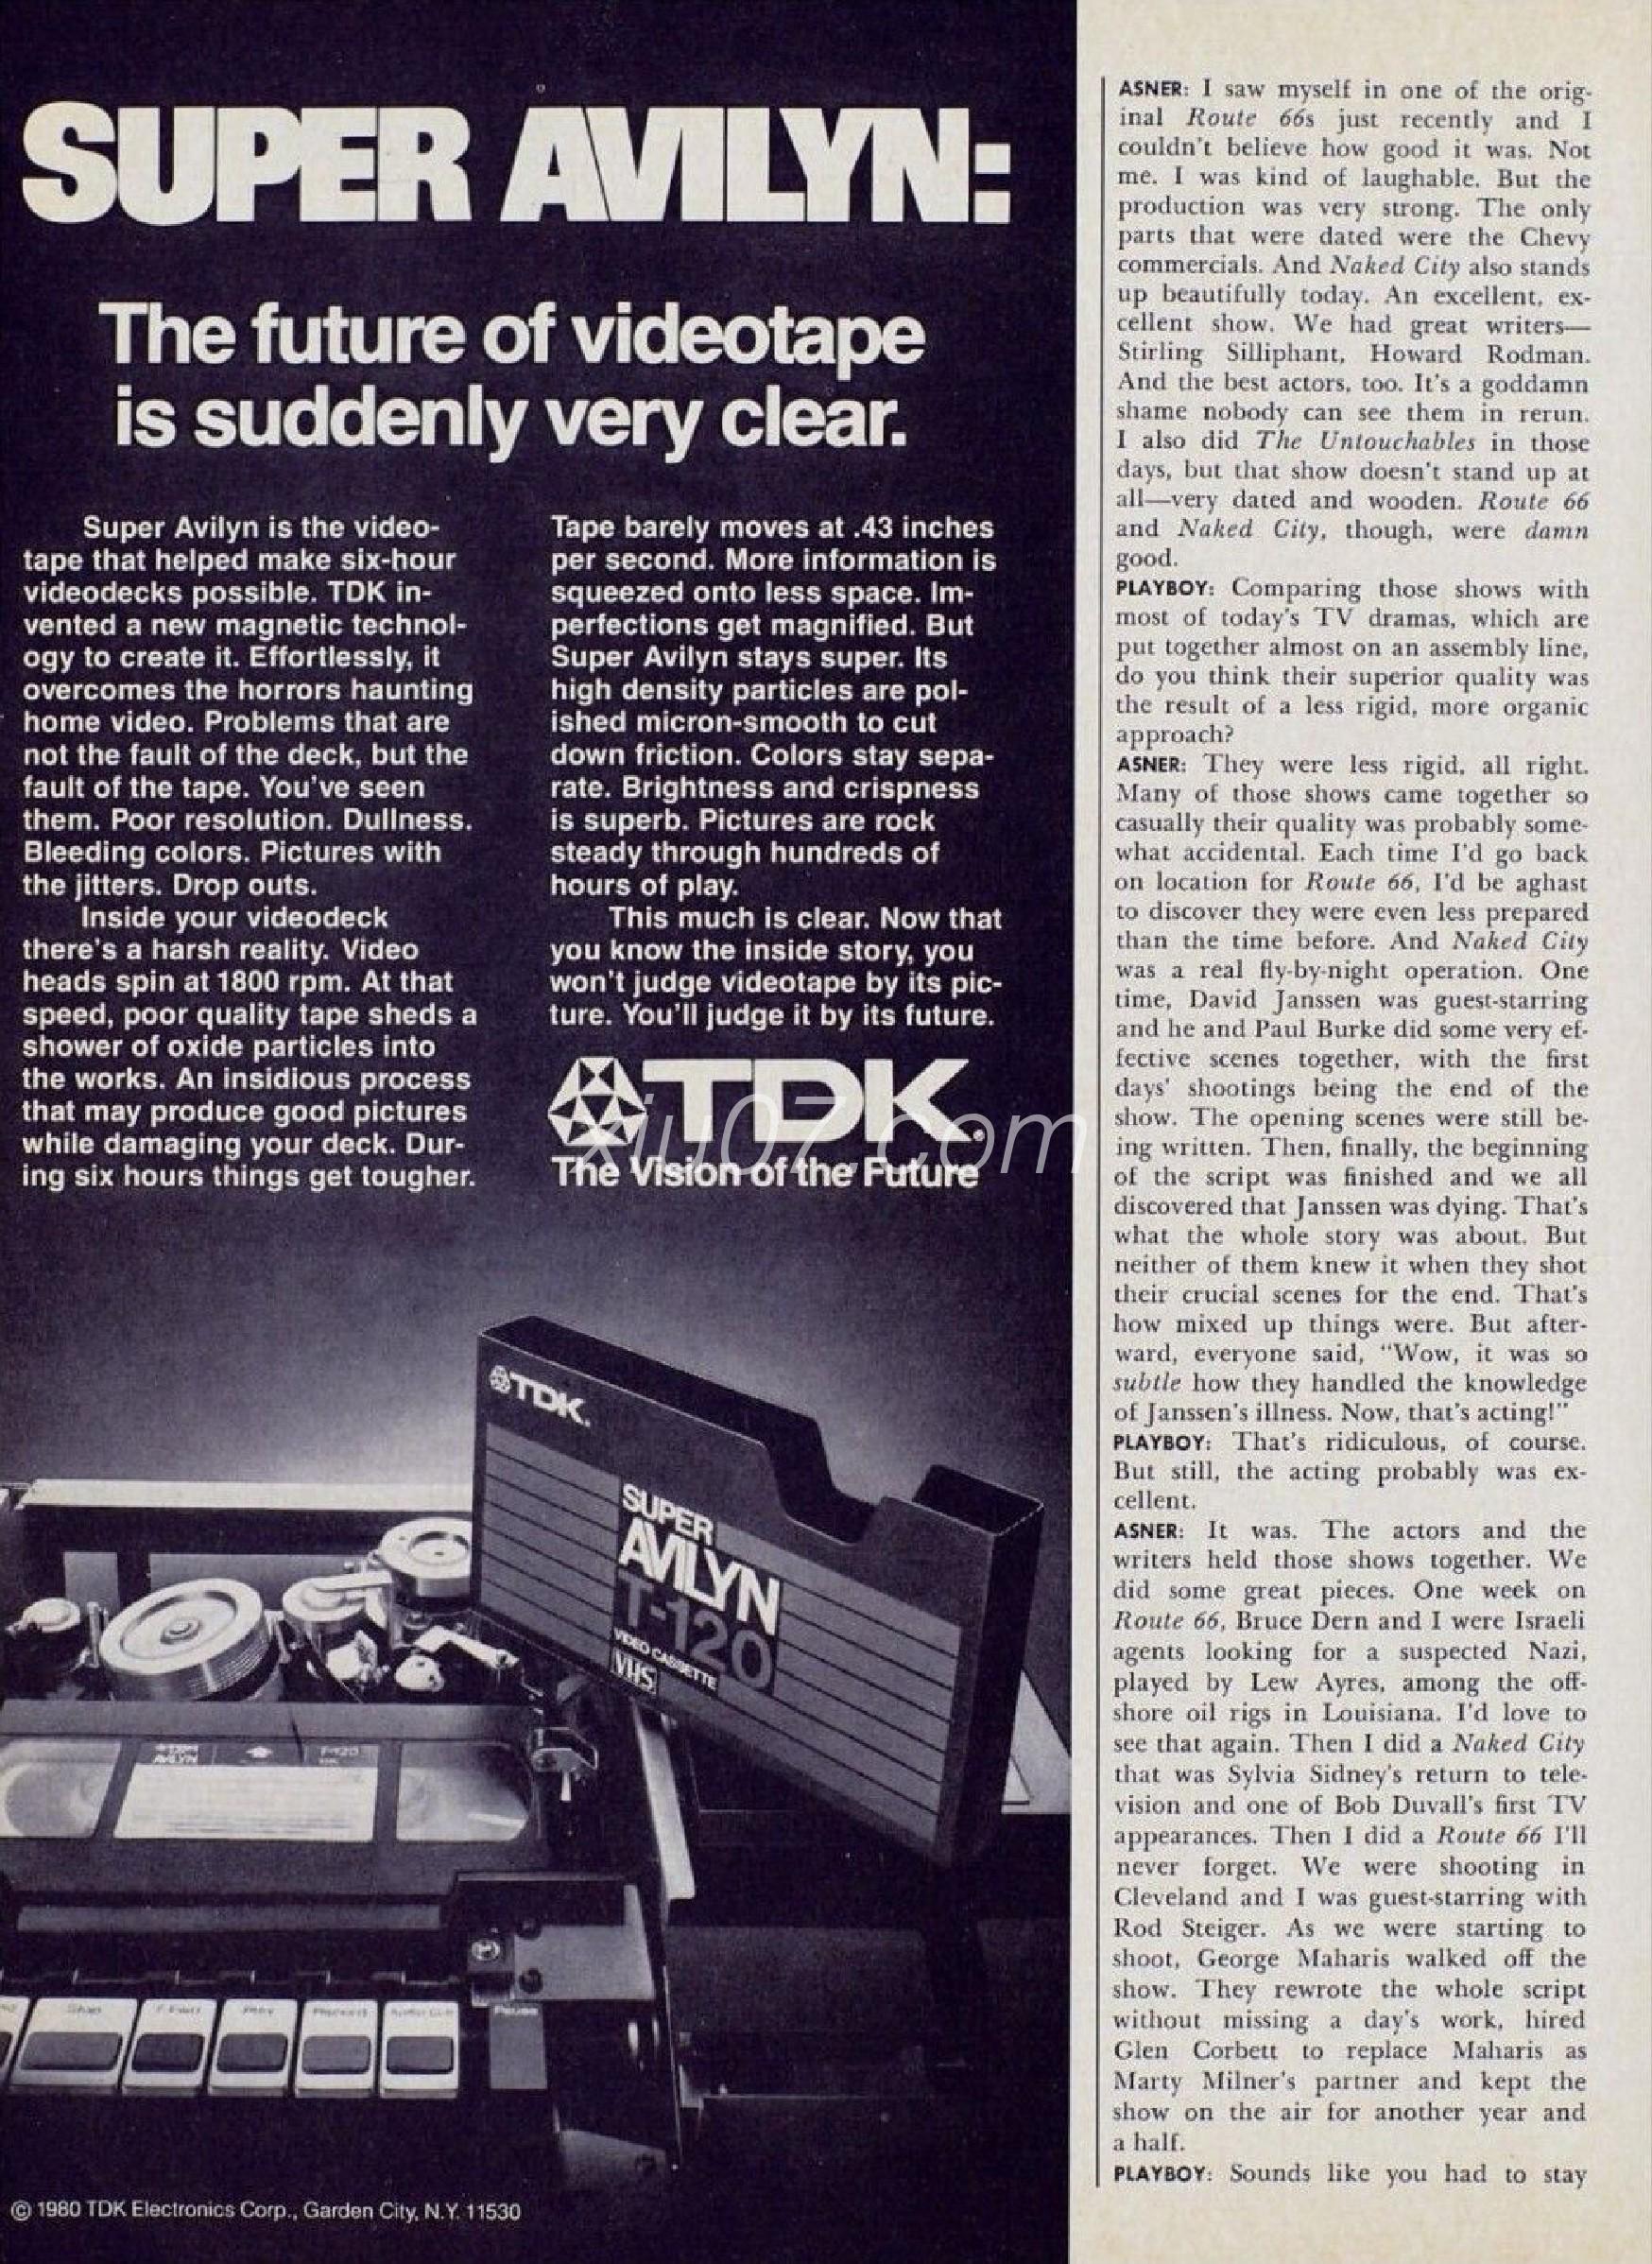 SUPER AVILYN:
The future of videotape
is suddenly very clear.
Super Avilyn is the video-
tape that helped make six-hour
videodecks possible. TDK in-
vented a new magnetic technol-
ogy to create it. Effortlessly, it
overcomes the horrors haunting
home video. Problems that are
not the fault of the deck, but the
fault of the tape. You've seen
them. Poor resolution. Dullness.
Bleeding colors. Pictures with
the jitters. Drop outs.
Inside your videodeck
there's a harsh reality. Video
heads spin at 1800 rpm. At that
speed, poor quality tape sheds a
shower of oxide particles into
the works. An insidious process
that may produce good pictures
while damaging your deck. Dur-
ing six hours things get tougher.
Tape barely moves at .43 inches
per second. More information is
squeezed onto less space. Im-
perfections get magnified. But
Super Avilyn stays super. Its
high density particles are pol-
ished micron-smooth to cut
down friction. Colors stay sepa-
rate. Brightness and crispness
is superb. Pictures are rock
steady through hundreds of
hours of play.
This much is clear. Now that
you know the inside story, you
won't judge videotape by its pic-
ture. You'll judge it by its future.
TDK®
The Vision of the Future
xiu07.com
TDK.
SUPER
AVILYN
T-120
VIDEO CASSETTE
VHS
AVILYN
T-120
Stop
F.Fwd
Play
Record
Audio Dub
Pause
© 1980 TDK Electronics Corp., Garden City, N.Y. 11530
ASNER: I saw myself in one of the orig-
inal Route 66s just recently and I
couldn't believe how good it was. Not
me. I was kind of laughable. But the
production was very strong. The only
parts that were dated were the Chevy
commercials. And Naked City also stands
up beautifully today. An excellent, ex-
cellent show. We had great writers—
Stirling Silliphant, Howard Rodman.
And the best actors, too. It's a goddamn
shame nobody can see them in rerun.
I also did The Untouchables in those
days, but that show doesn't stand up at
all—very dated and wooden. Route 66
and Naked City, though, were damn
good.
PLAYBOY: Comparing those shows with
most of today's TV dramas, which are
put together almost on an assembly line,
do you think their superior quality was
the result of a less rigid, more organic
approach?
ASNER: They were less rigid, all right.
Many of those shows came together so
casually their quality was probably some-
what accidental. Each time I'd go back
on location for Route 66, I'd be aghast
to discover they were even less prepared
than the time before. And Naked City
was a real fly-by-night operation. One
time, David Janssen was guest-starring
and he and Paul Burke did some very ef-
fective scenes together, with the first
days' shootings being the end of the
show. The opening scenes were still be-
ing written. Then, finally, the beginning
of the script was finished and we all
discovered that Janssen was dying. That's
what the whole story was about. But
neither of them knew it when they shot
their crucial scenes for the end. That's
how mixed up things were. But after-
ward, everyone said, "Wow, it was so
subtle how they handled the knowledge
of Janssen's illness. Now, that's acting!"
PLAYBOY: That's ridiculous, of course.
But still, the acting probably was ex-
cellent.
ASNER: It was. The actors and the
writers held those shows together. We
did some great pieces. One week on
Route 66, Bruce Dern and I were Israeli
agents looking for a suspected Nazi,
played by Lew Ayres, among the off-
shore oil rigs in Louisiana. I'd love to
see that again. Then I did a Naked City
that was Sylvia Sidney's return to tele-
vision and one of Bob Duvall's first TV
appearances. Then I did a Route 66 I'll
never forget. We were shooting in
Cleveland and I was guest-starring with
Rod Steiger. As we were starting to
shoot, George Maharis walked off the
show. They rewrote the whole script
without missing a day's work, hired
Glen Corbett to replace Maharis as
Marty Milner's partner and kept the
show on the air for another year and
a half.
PLAYBOY: Sounds like you had to stay